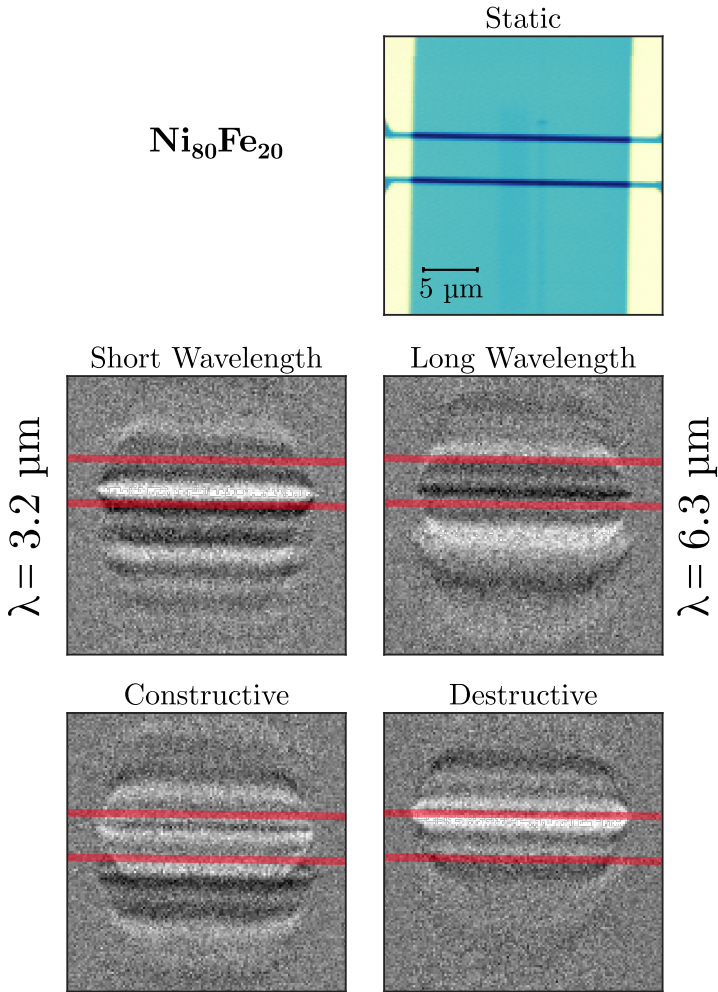 Static
Ni₈₀Fe₂₀
5 µm
Short Wavelength
Long Wavelength
λ = 3.2 µm
λ = 6.3 µm
Constructive
Destructive